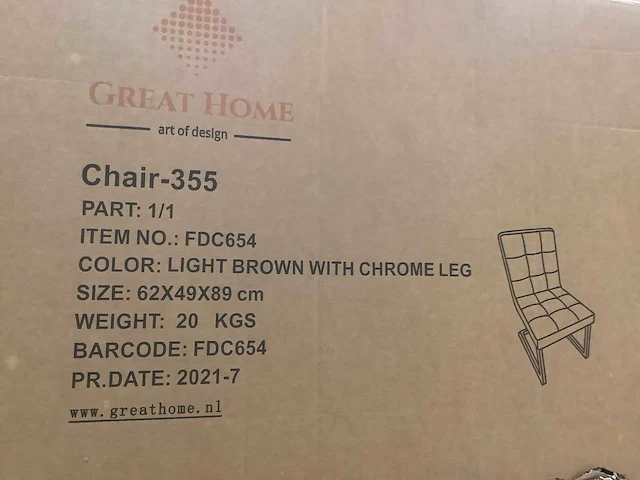 GREAT HOME
art of design
Chair-355
PART: 1/1
ITEM NO.: FDC654
COLOR: LIGHT BROWN WITH CHROME LEG
SIZE: 62X49X89 cm
WEIGHT: 20 KGS
BARCODE: FDC654
PR.DATE: 2021-7
www.greathome.nl